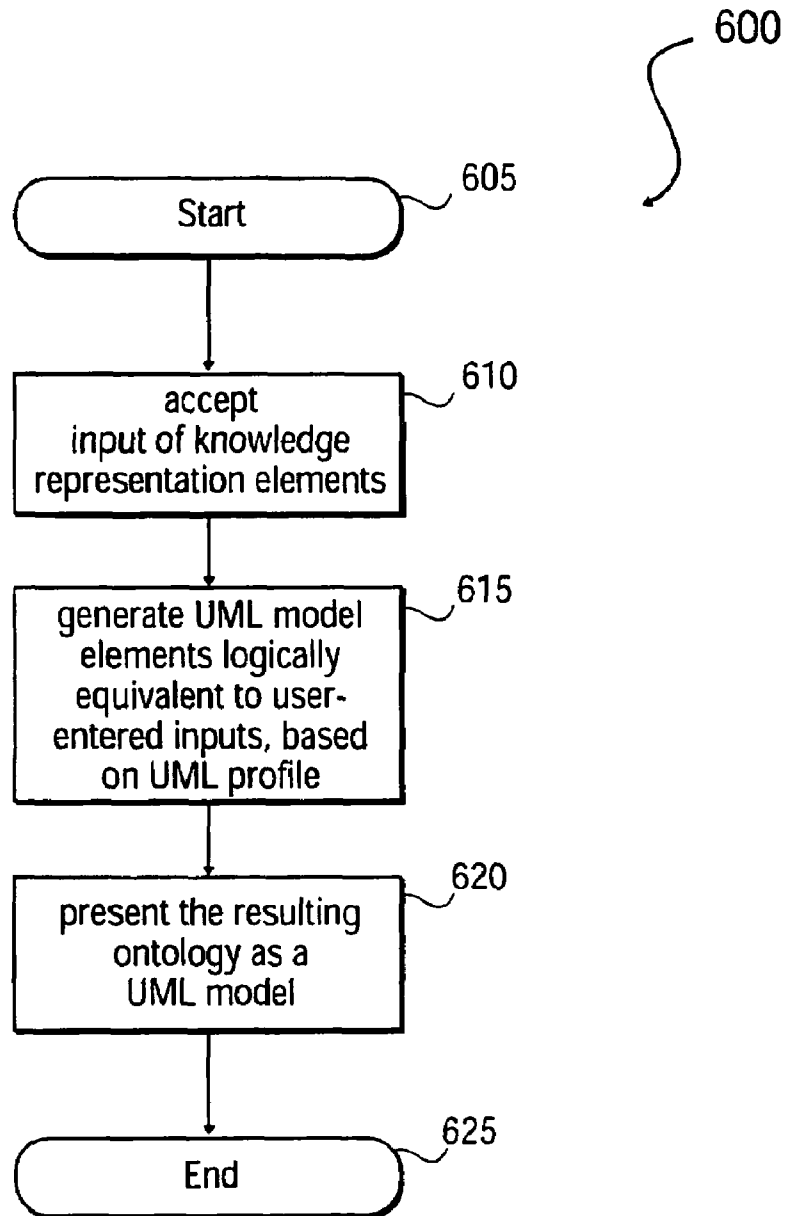 600
605
Start
610
accept
input of knowledge
representation elements
615
generate UML model
elements logically
equivalent to user-
entered inputs, based
on UML profile
620
present the resulting
ontology as a
UML model
625
End